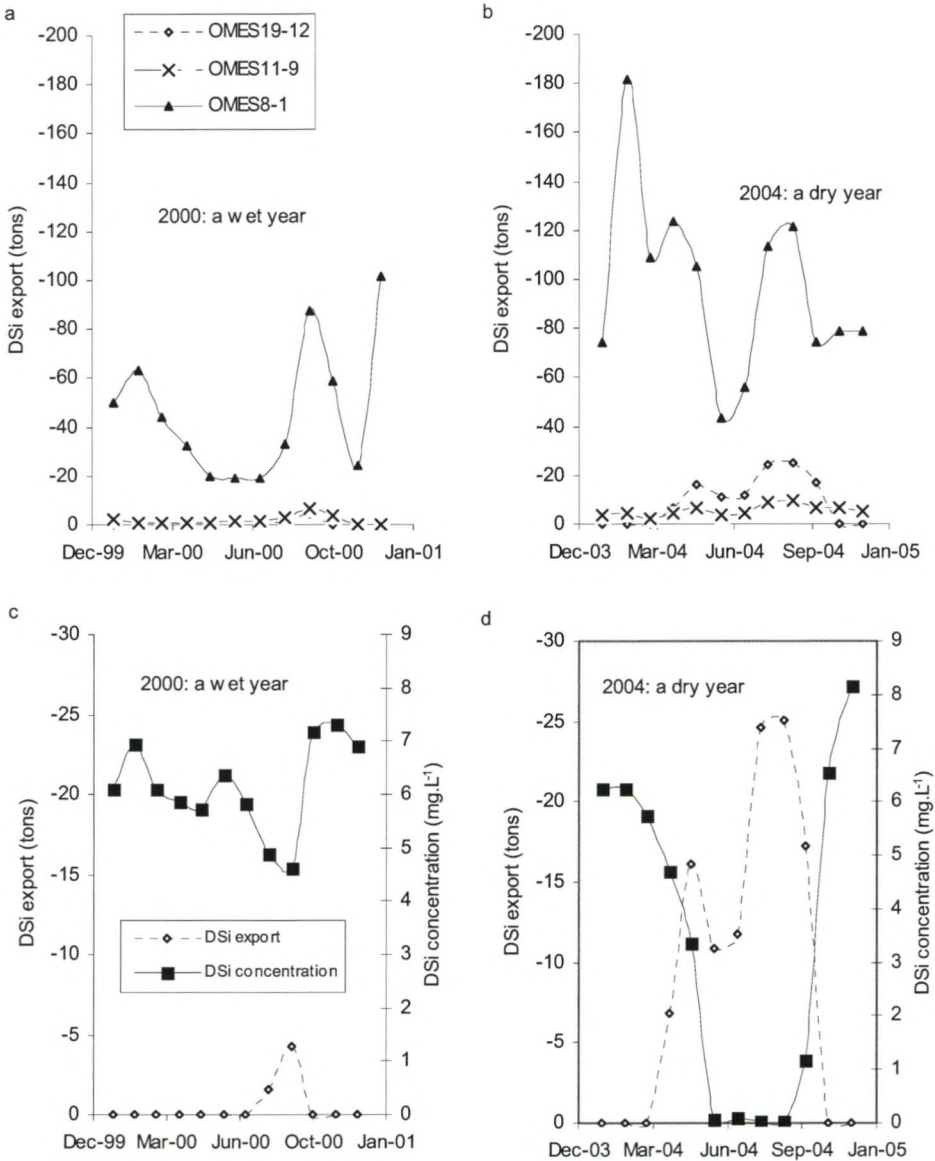 a
-200
-180
-160
-140
-120
-100
-80
-60
-40
-20
0
DSi export (tons)
OMES19-12
OMES11-9
OMES8-1
2000: a wet year
Dec-99 Mar-00 Jun-00 Oct-00 Jan-01
b
-200
-180
-160
-140
-120
-100
-80
-60
-40
-20
0
DSi export (tons)
2004: a dry year
Dec-03 Mar-04 Jun-04 Sep-04 Jan-05
c
-30
-25
-20
-15
-10
-5
0
DSi export (tons)
2000: a wet year
DSi export
DSi concentration
9
8
7
6
5
4
3
2
1
0
DSi concentration (mg.L-1)
Dec-99 Mar-00 Jun-00 Oct-00 Jan-01
d
-30
-25
-20
-15
-10
-5
0
DSi export (tons)
2004: a dry year
9
8
7
6
5
4
3
2
1
0
DSi concentration (mg.L-1)
Dec-03 Mar-04 Jun-04 Sep-04 Jan-05